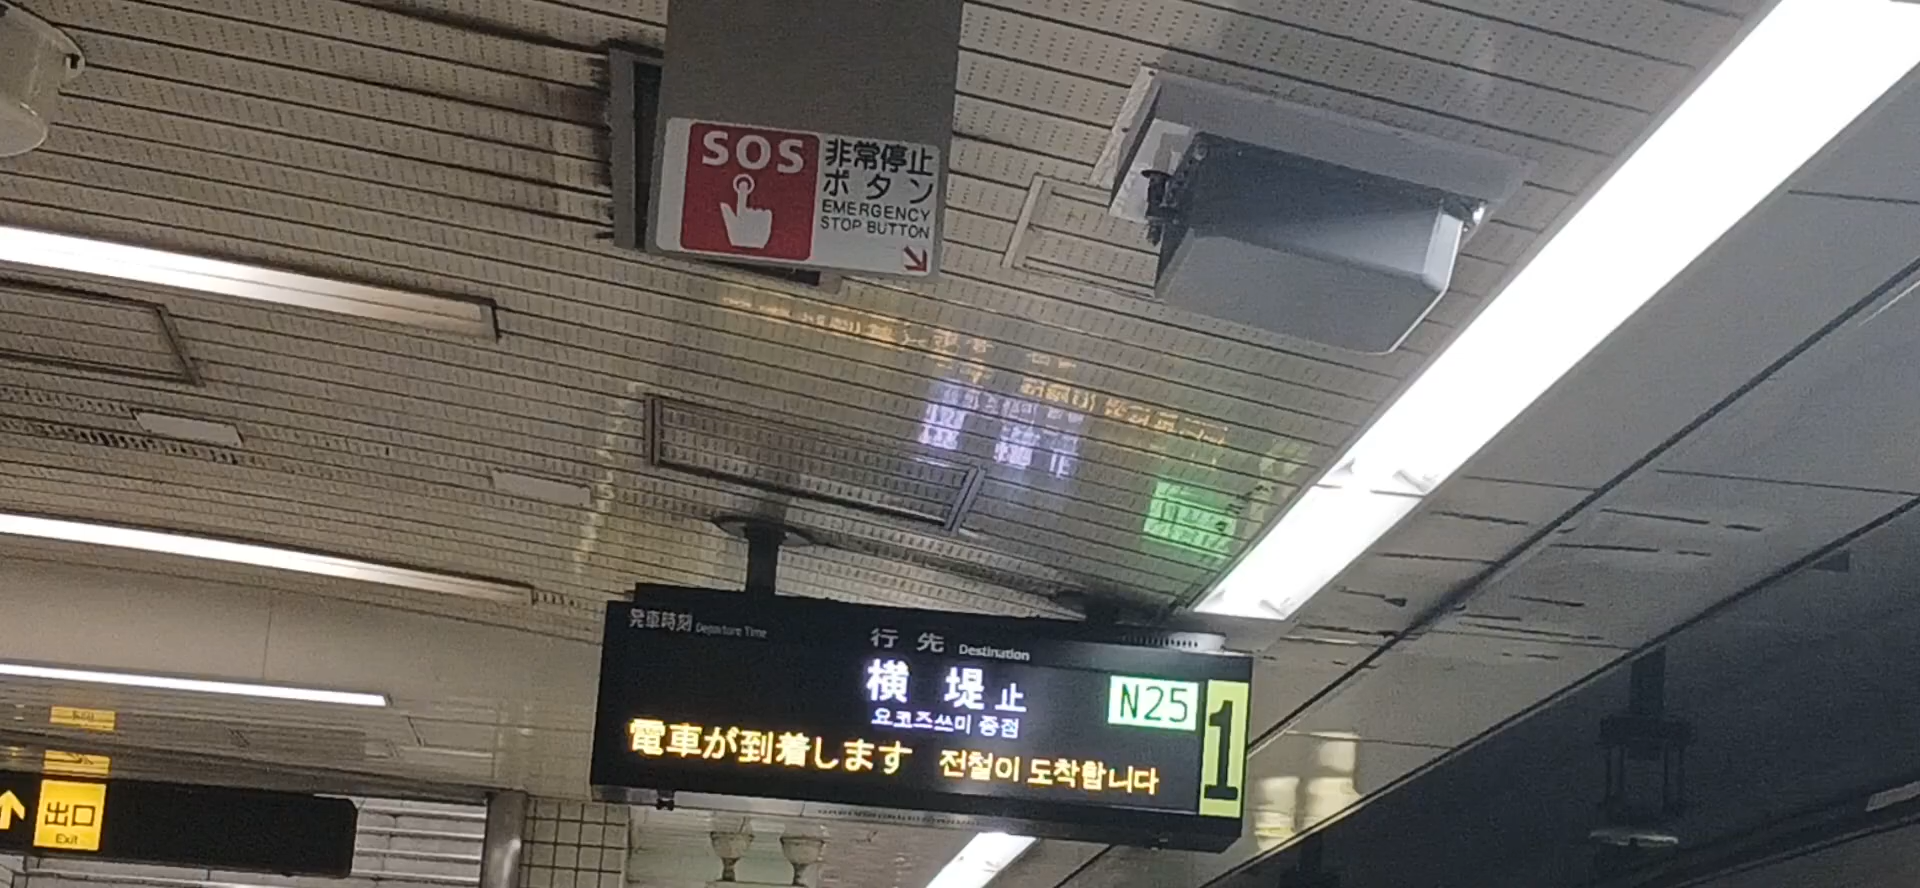 SOS
非常停止
ボタン
EMERGENCY
STOP BUTTON
発車時刻 Departure Time
行先 Destination
横堤止
요코즈쓰미 종점
N25
1
電車が到着します 전철이 도착합니다
出口
Exit